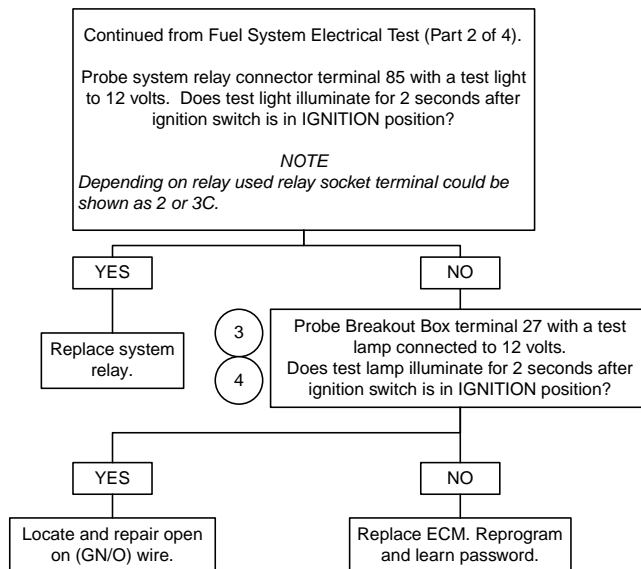 Continued from Fuel System Electrical Test (Part 2 of 4).
Probe system relay connector terminal 85 with a test light
to 12 volts. Does test light illuminate for 2 seconds after
ignition switch is in IGNITION position?
NOTE
Depending on relay used relay socket terminal could be
shown as 2 or 3C.
YES
NO
Replace system
relay.
3
4
Probe Breakout Box terminal 27 with a test
lamp connected to 12 volts.
Does test lamp illuminate for 2 seconds after
ignition switch is in IGNITION position?
YES
NO
Locate and repair open
on (GN/O) wire.
Replace ECM. Reprogram
and learn password.